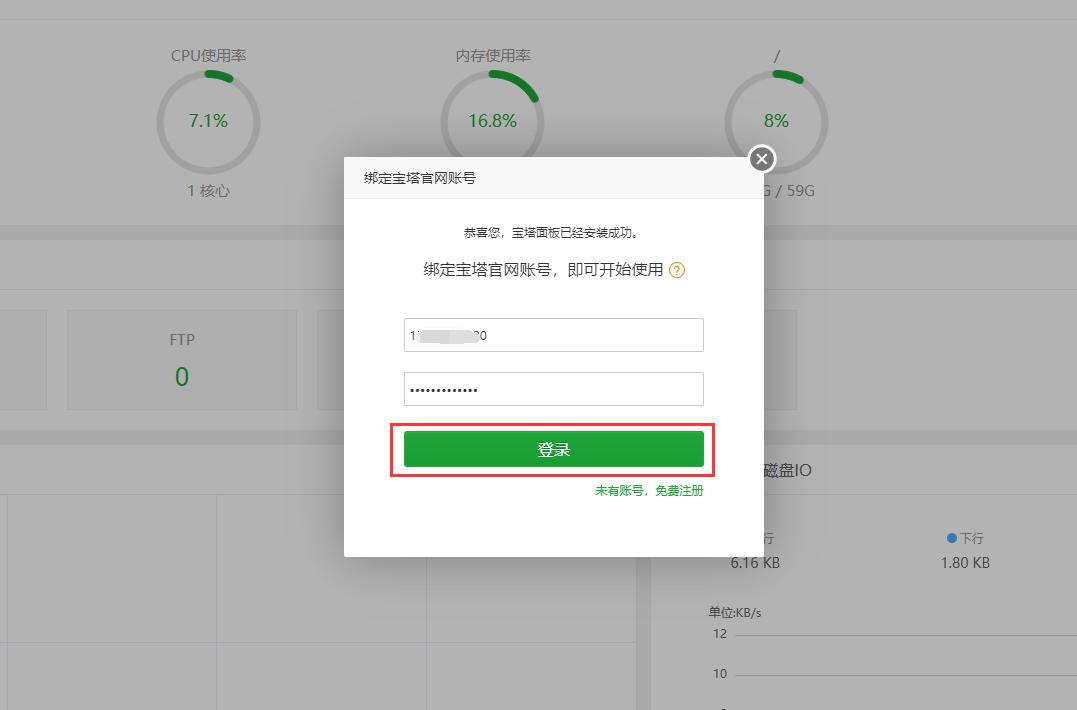 CPU使用率
内存使用率
/
7.1%
16.8%
8%
1 核心
G / 59G
绑定宝塔官网账号
恭喜您，宝塔面板已经安装成功。
绑定宝塔官网账号，即可开始使用 ?
FTP
0
登录
未有账号，免费注册
磁盘IO
行
下行
6.16 KB
1.80 KB
单位:KB/s
12
10